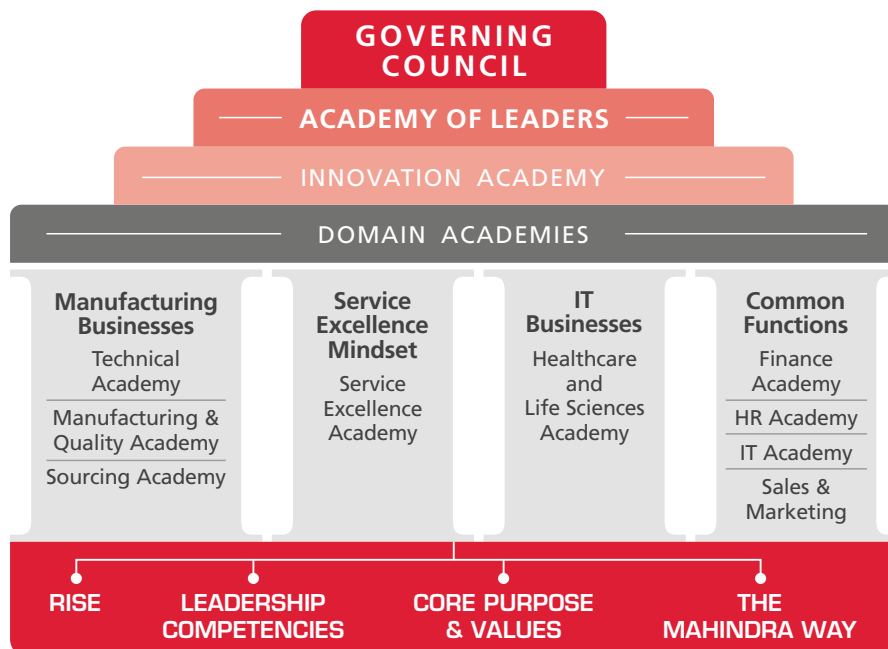 GOVERNING
COUNCIL
ACADEMY OF LEADERS
INNOVATION ACADEMY
DOMAIN ACADEMIES
Manufacturing
Businesses
Technical
Academy
Manufacturing &
Quality Academy
Sourcing Academy
Service
Excellence
Mindset
Service
Excellence
Academy
IT
Businesses
Healthcare
and
Life Sciences
Academy
Common
Functions
Finance
Academy
HR Academy
IT Academy
Sales &
Marketing
RISE
LEADERSHIP
COMPETENCIES
CORE PURPOSE
& VALUES
THE
MAHINDRA WAY